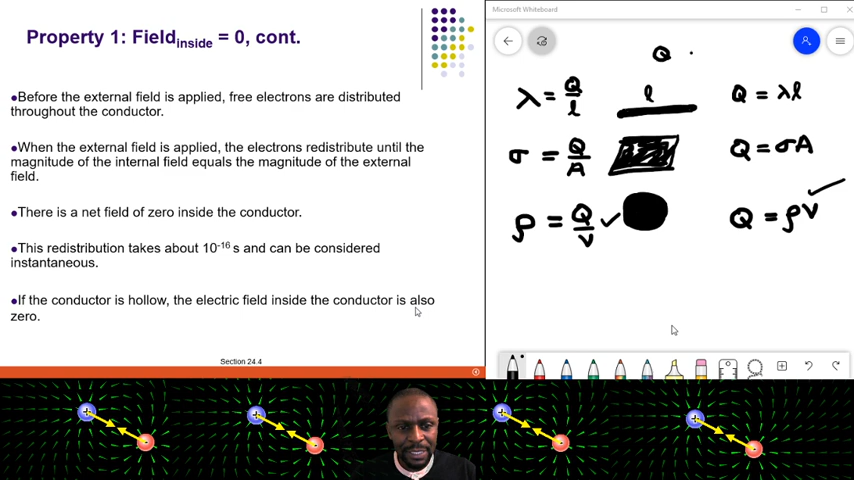 Property 1: Fieldinside = 0, cont.
●Before the external field is applied, free electrons are distributed
throughout the conductor.
●When the external field is applied, the electrons redistribute until the
magnitude of the internal field equals the magnitude of the external
field.
●There is a net field of zero inside the conductor.
●This redistribution takes about 10-16 s and can be considered
instantaneous.
●If the conductor is hollow, the electric field inside the conductor is also
zero.
Section 24.4
Microsoft Whiteboard
Q .
λ = Q/l l Q = λl
σ = Q/A Q = σA
ρ = Q/v ✓ Q = ρv ✓